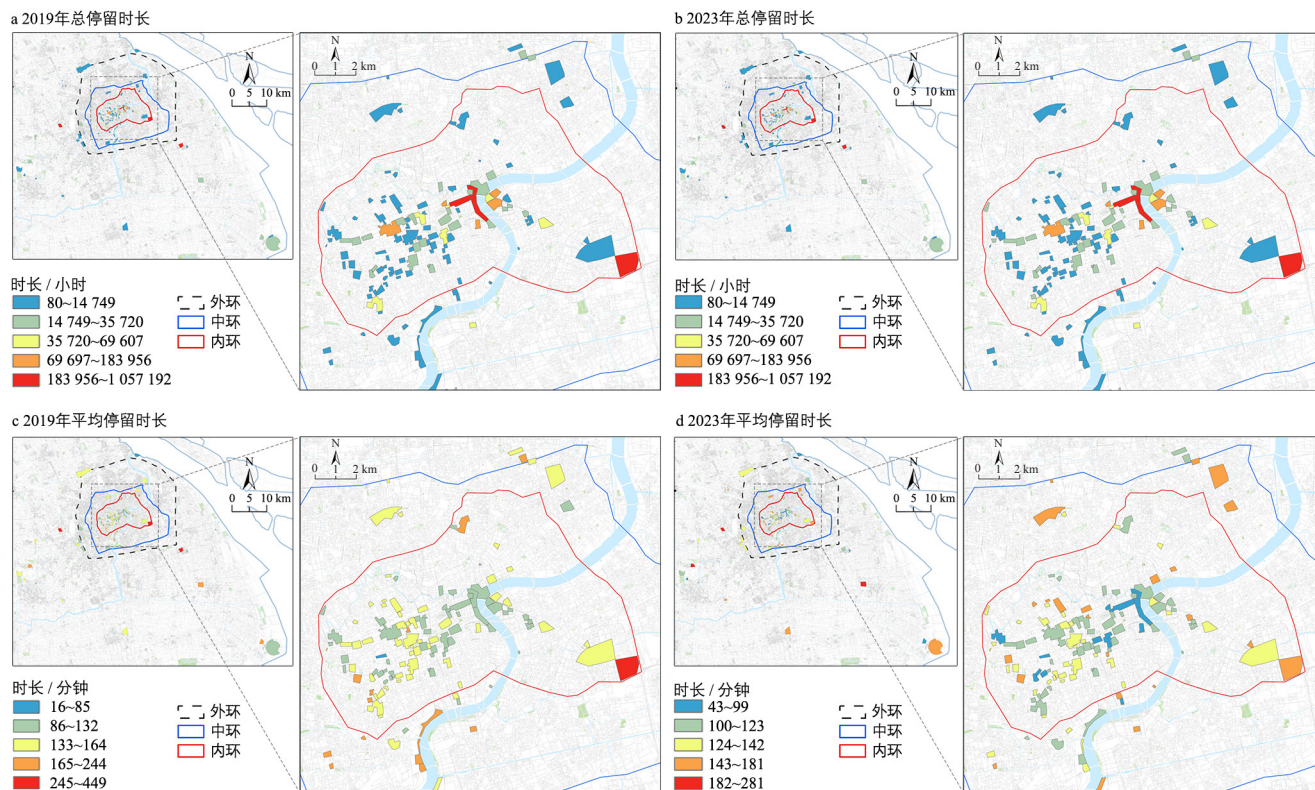 a 2019年总停留时长
N
0 5 10 km
N
0 1 2 km
时长 / 小时
80~14 749
14 749~35 720
35 720~69 607
69 697~183 956
183 956~1 057 192
外环
中环
内环
b 2023年总停留时长
N
0 5 10 km
N
0 1 2 km
时长 / 小时
80~14 749
14 749~35 720
35 720~69 607
69 697~183 956
183 956~1 057 192
外环
中环
内环
c 2019年平均停留时长
N
0 5 10 km
N
0 1 2 km
时长 / 分钟
16~85
86~132
133~164
165~244
245~449
外环
中环
内环
d 2023年平均停留时长
N
0 5 10 km
N
0 1 2 km
时长 / 分钟
43~99
100~123
124~142
143~181
182~281
外环
中环
内环